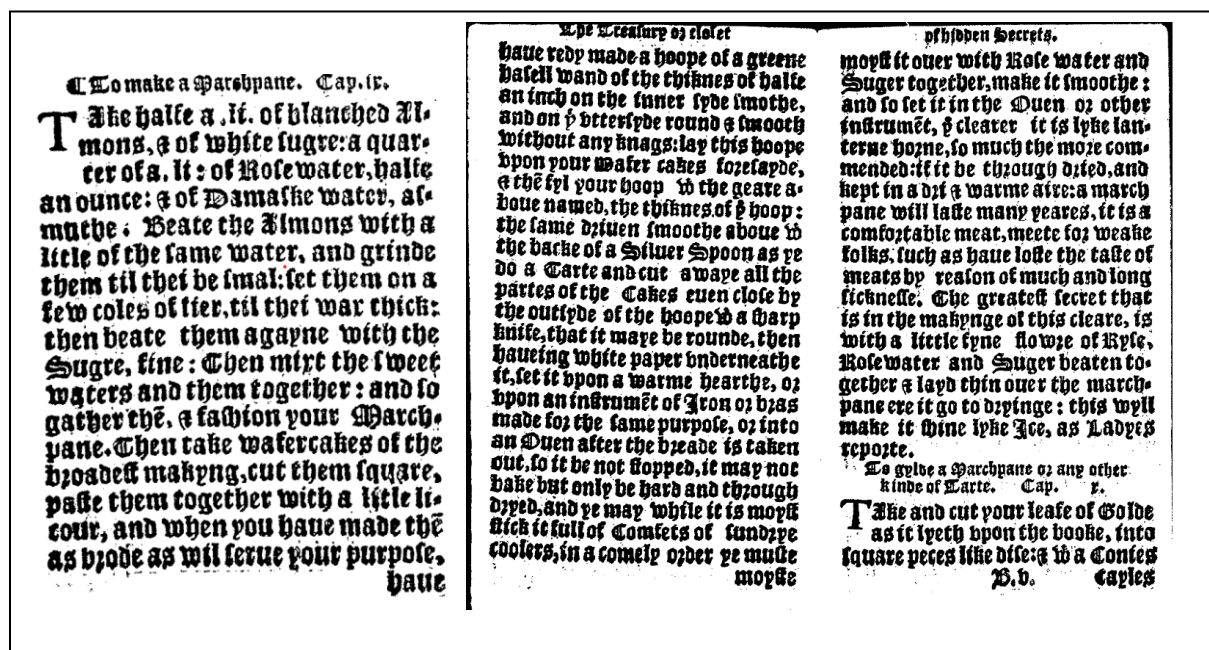 ¶ To make a Marchpane. Cap.ix.
TAke halfe a .li. of blanched Al-
mons, & of white sugre: a quar-
ter of a. li: of Rosewater, halfe
an ounce: & of Damaske water, as-
muche. Beate the Almons with a
litle of the same water, and grinde
them til thei be smal: set them on a
few coles of fier, til thei war thick:
then beate them agayne with the
Sugre, fine: Then mixt the sweet
waters and them together: and so
gather thē, & fashion your March-
pane. Then take wafercakes of the
brodest makyng, cut them square,
paste them together with a litle li-
cour, and when you haue made thē
as brode as wil serue your purpose,
haue
The Treasury or closet
haue redy made a hoope of a greene
hasell wand of the thiknes of halfe
an inch on the inner syde smothe,
and on yͤ vttersyde round & smooth
without any knags: lay this hoope
vpon your wafer cakes foresayde,
& thē fyl your hoop wͭ the geare a-
boue named, the thiknes of yͤ hoop:
the same driuen smoothe aboue wͭ
the backe of a Siluer Spoon as ye
do a Tarte and cut awaye all the
partes of the Cakes euen close by
the outsyde of the hoope wͭ a sharp
knife, that it maye be rounde, then
haueing white paper vnderneathe
it, set it vpon a warme hearthe, or
vpon an instrumēt of Iron or bras
made for the same purpose, or into
an Ouen after the breade is taken
out, so it be not stopped, it may not
bake but only be hard and through
dryed, and ye may while it is moyst
stick it full of Comfets of sundrye
coolers, in a comely order ye muste
moyste
of hidden Secrets.
moyst it ouer with Rose water and
Suger together, make it smoothe:
and so set it in the Ouen or other
instrumēt, yͤ clearer it is lyke lan-
terne horne, so much the more com-
mended: if it be through dried, and
kept in a dri & warme aire: a march
pane will laste many yeares, it is a
comfortable meat, meete for weake
folks, such as haue loste the taste of
meats by reason of much and long
sicknesse. The greatest secret that
is in the makynge of this cleare, is
with a little fyne flowre of Ryse,
Rosewater and Suger beaten to-
gether & layd thin ouer the march-
pane ere it go to dryinge: this wyll
make it shine lyke Ice, as Ladyes
reporte.
To gylde a Marchpane or any other
kinde of Tarte. Cap. x.
TAke and cut your leafe of Golde
as it lyeth vpon the booke, into
square peces like dise: & wͭ a Conies
B.v. tayles